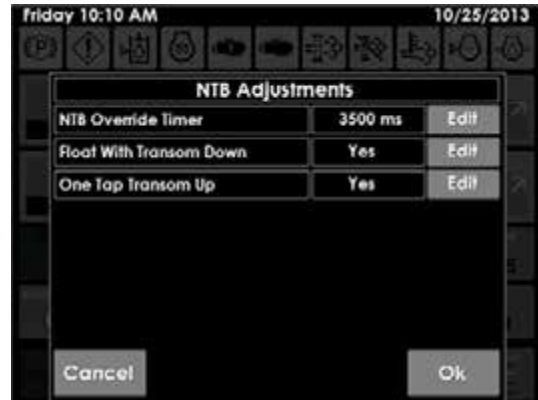 Friday 10:10 AM 10/25/2013
NTB Adjustments
NTB Override Timer 3500 ms Edit
Float With Transom Down Yes Edit
One Tap Transom Up Yes Edit
Cancel Ok